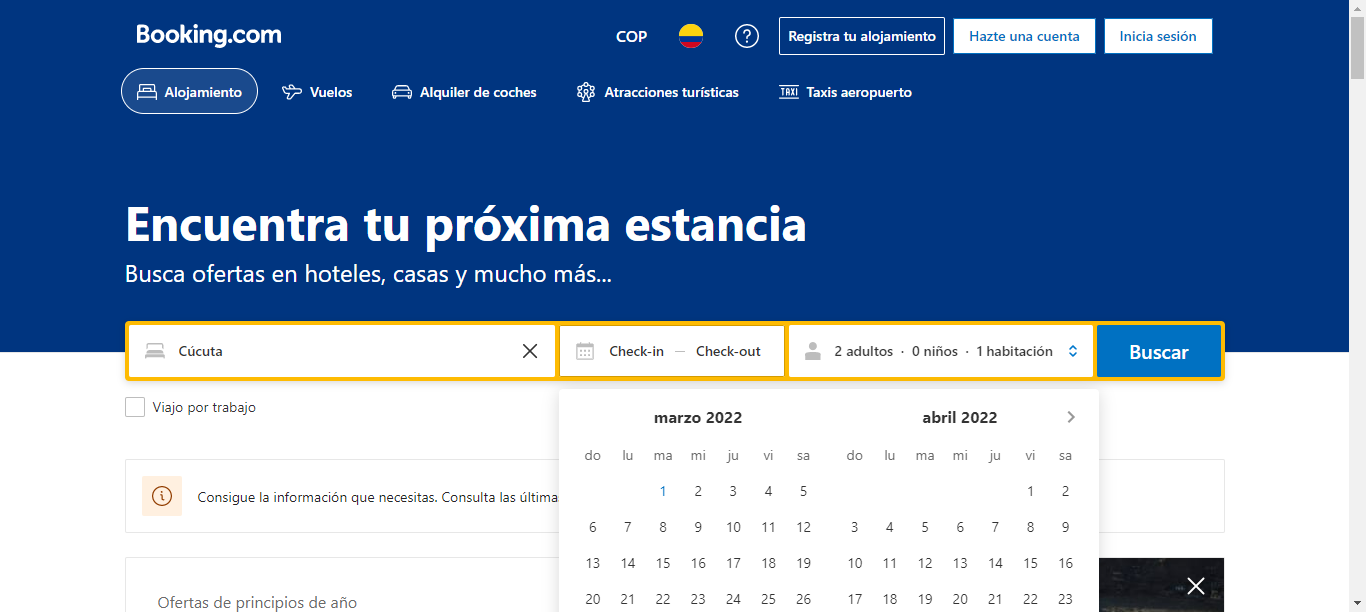 Booking.com
COP
?
Registra tu alojamiento
Hazte una cuenta
Inicia sesión
Alojamiento
Vuelos
Alquiler de coches
Atracciones turísticas
TAXI
Taxis aeropuerto
Encuentra tu próxima estancia
Busca ofertas en hoteles, casas y mucho más...
Cúcuta
Check-in — Check-out
2 adultos · 0 niños · 1 habitación
Buscar
Viajo por trabajo
marzo 2022
do lu ma mi ju vi sa
1 2 3 4 5
6 7 8 9 10 11 12
13 14 15 16 17 18 19
20 21 22 23 24 25 26
abril 2022
do lu ma mi ju vi sa
1 2
3 4 5 6 7 8 9
10 11 12 13 14 15 16
17 18 19 20 21 22 23
Consigue la información que necesitas. Consulta las última
Ofertas de principios de año